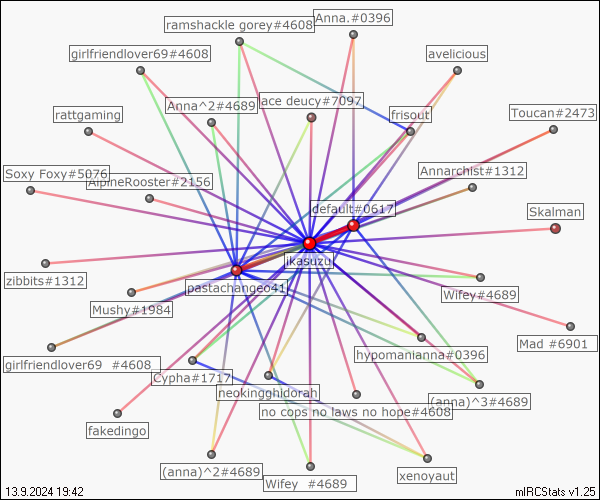 Anna.#0396
ramshackle gorey#4608
girlfriendlover69#4608
avelicious
Anna^2#4689
ace deucy#7097
rattgaming
frisout
Toucan#2473
Soxy Foxy#5076
AlpineRooster#2156
Annarchist#1312
default#0617
Skalman
ikasuzu
zibbits#1312
pastachangeo41
Wifey#4689
Mushy#1984
Mad #6901
girlfriendlover69 #4608
hypomanianna#0396
Cypha#1717
neokingghidorah
no cops no laws no hope#4608
(anna)^3#4689
fakedingo
(anna)^2#4689
Wifey #4689
xenoyaut
13.9.2024 19:42
mIRCStats v1.25